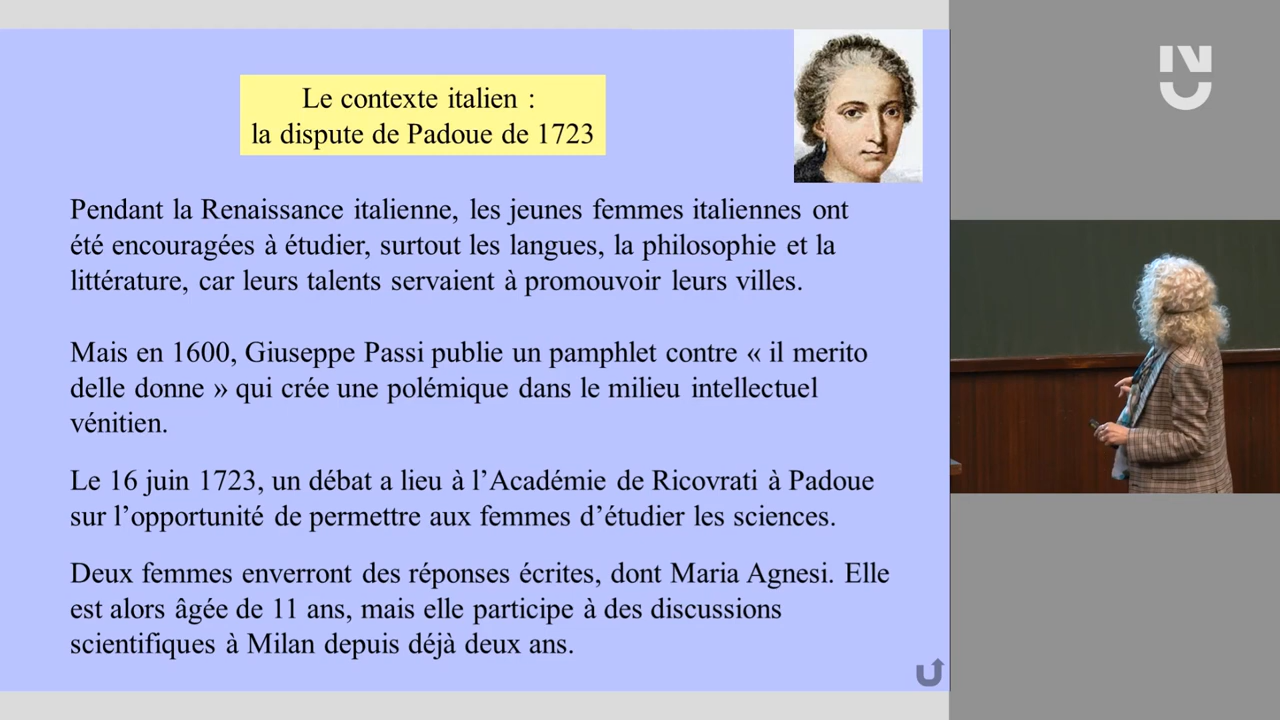 Le contexte italien :
la dispute de Padoue de 1723
Pendant la Renaissance italienne, les jeunes femmes italiennes ont
été encouragées à étudier, surtout les langues, la philosophie et la
littérature, car leurs talents servaient à promouvoir leurs villes.
Mais en 1600, Giuseppe Passi publie un pamphlet contre « il merito
delle donne » qui crée une polémique dans le milieu intellectuel
vénitien.
Le 16 juin 1723, un débat a lieu à l’Académie de Ricovrati à Padoue
sur l’opportunité de permettre aux femmes d’étudier les sciences.
Deux femmes enverront des réponses écrites, dont Maria Agnesi. Elle
est alors âgée de 11 ans, mais elle participe à des discussions
scientifiques à Milan depuis déjà deux ans.